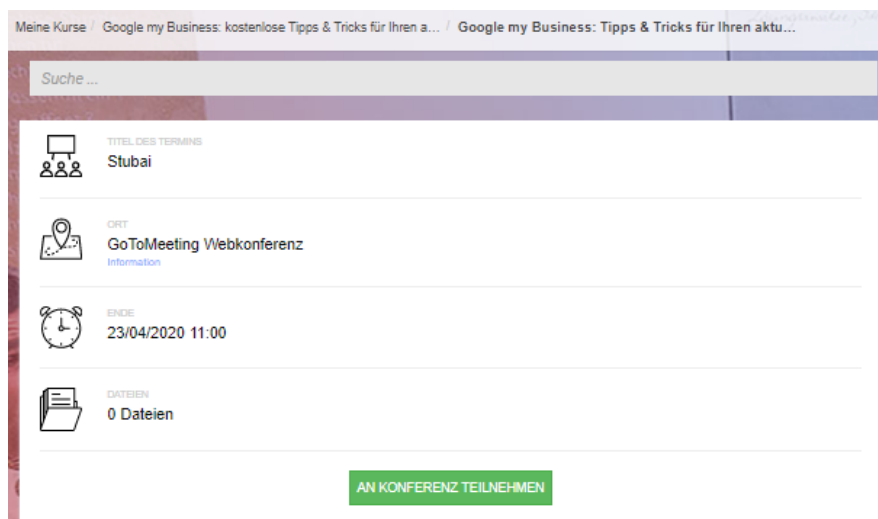 Meine Kurse / Google my Business: kostenlose Tipps & Tricks für Ihren a... / Google my Business: Tipps & Tricks für Ihren aktu...
Suche ...
TITEL DES TERMINS
Stubai
ORT
GoToMeeting Webkonferenz
Information
ENDE
23/04/2020 11:00
DATEIEN
0 Dateien
AN KONFERENZ TEILNEHMEN